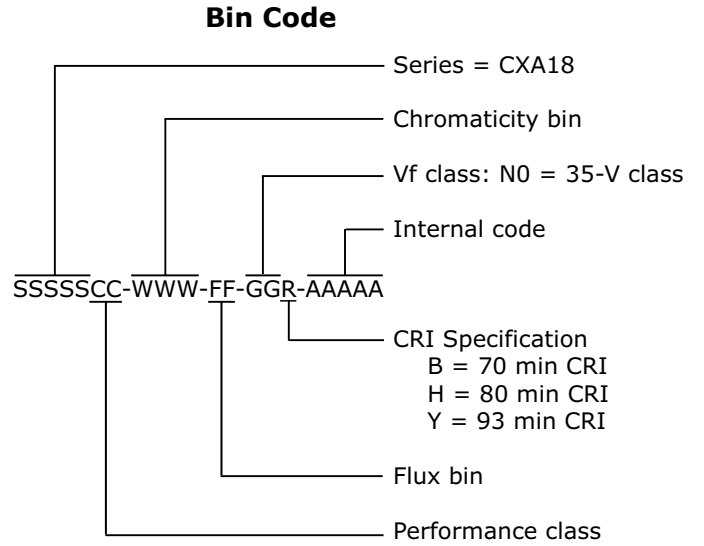 Bin Code
Series = CXA18
Chromaticity bin
Vf class: N0 = 35-V class
Internal code
SSSSSCC-WWW-FF-GGR-AAAAA
CRI Specification
B = 70 min CRI
H = 80 min CRI
Y = 93 min CRI
Flux bin
Performance class